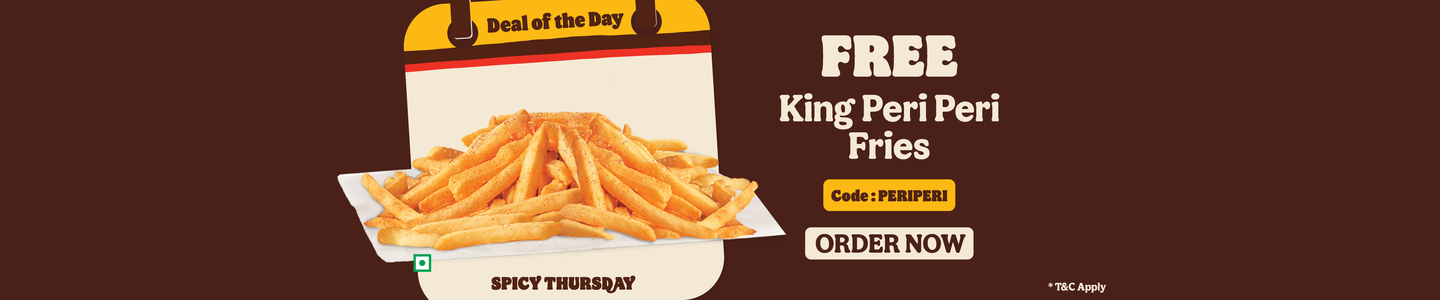 Deal of the Day
SPICY THURSDAY
FREE
King Peri Peri
Fries
Code : PERIPERI
ORDER NOW
* T&C Apply